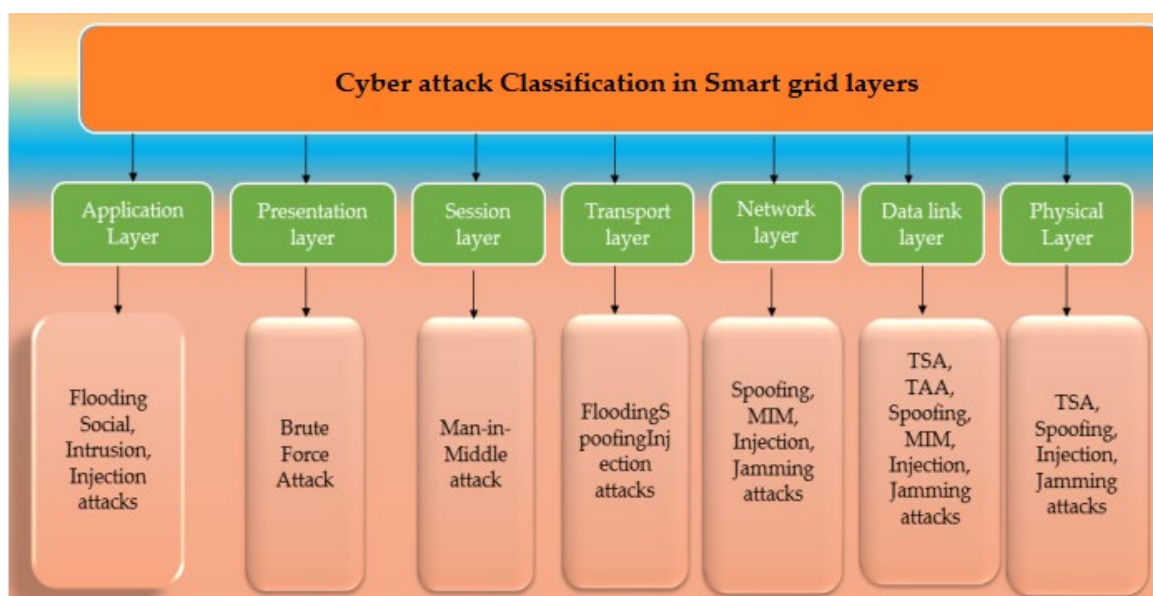 Cyber attack Classification in Smart grid layers
Application
Layer
Presentation
layer
Session
layer
Transport
layer
Network
layer
Data link
layer
Physical
Layer
Flooding
Social,
Intrusion,
Injection
attacks
Brute
Force
Attack
Man-in-
Middle
attack
FloodingS
poofingInj
ection
attacks
Spoofing,
MIM,
Injection,
Jamming
attacks
TSA,
TAA,
Spoofing,
MIM,
Injection,
Jamming
attacks
TSA,
Spoofing,
Injection,
Jamming
attacks